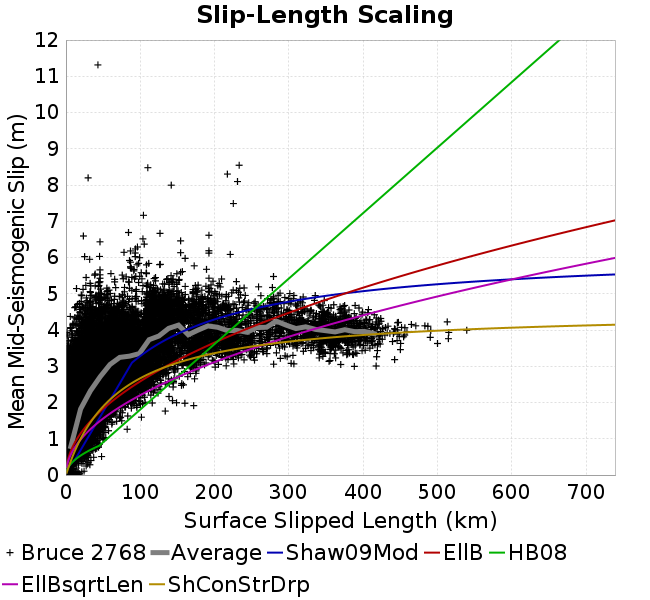 Slip-Length Scaling
Mean Mid-Seismogenic Slip (m)
12
11
10
9
8
7
6
5
4
3
2
1
0
0 100 200 300 400 500 600 700
Surface Slipped Length (km)
Bruce 2768 Average Shaw09Mod EllB HB08
EllBsqrtLen ShConStrDrp